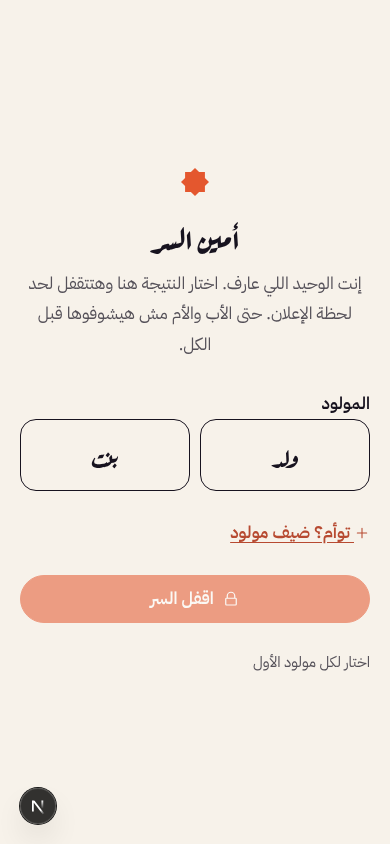 أمين السر
إنت الوحيد اللي عارف. اختار النتيجة هنا وهتتقفل لحد
لحظة الإعلان. حتى الأب والأم مش هيشوفوها قبل
الكل.
المولود
ولد
بنت
+ توأم؟ ضيف مولود
اقفل السر
اختار لكل مولود الأول
N